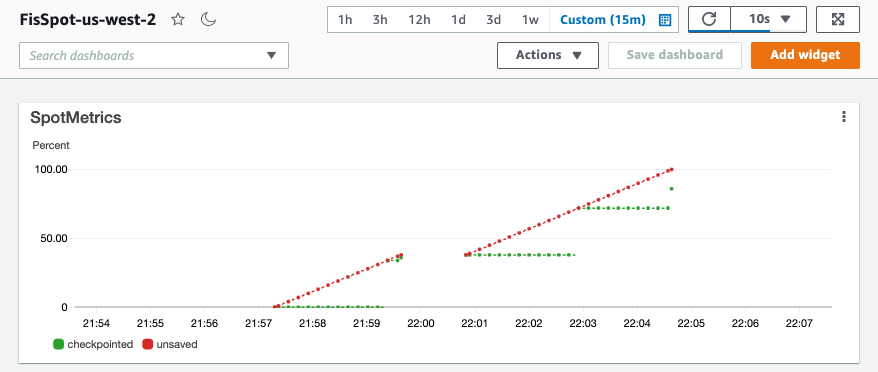 FisSpot-us-west-2
1h 3h 12h 1d 3d 1w Custom (15m) 10s
Search dashboards
Actions Save dashboard Add widget
SpotMetrics
Percent
100.00
50.00
0
21:54 21:55 21:56 21:57 21:58 21:59 22:00 22:01 22:02 22:03 22:04 22:05 22:06 22:07
checkpointed unsaved